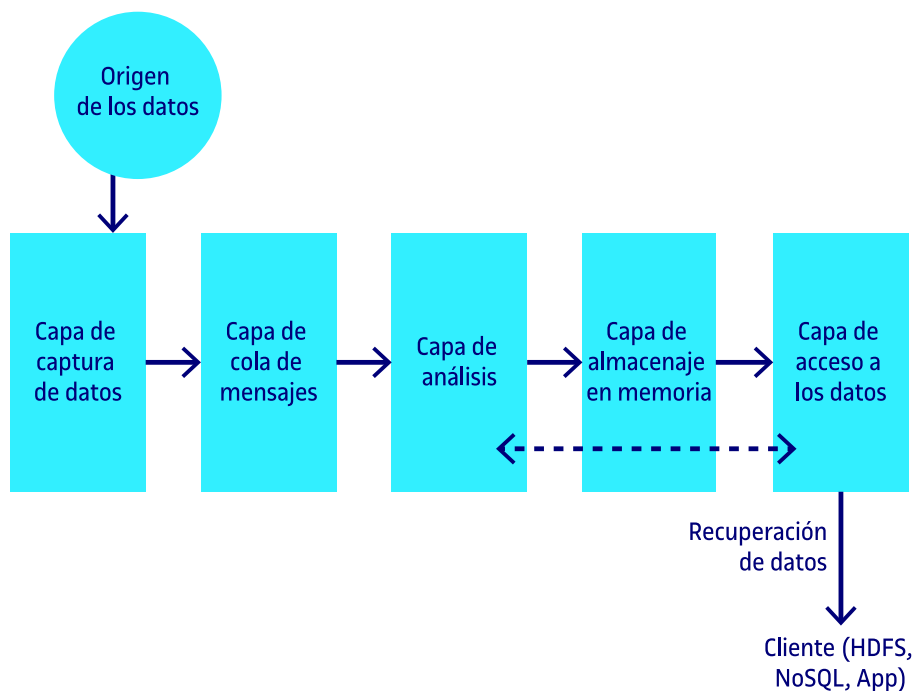 Origen
de los datos
Capa de
captura
de datos
Capa de
cola de
mensajes
Capa de
análisis
Capa de
almacenaje
en memoria
Capa de
acceso a
los datos
Recuperación
de datos
Cliente (HDFS,
NoSQL, App)